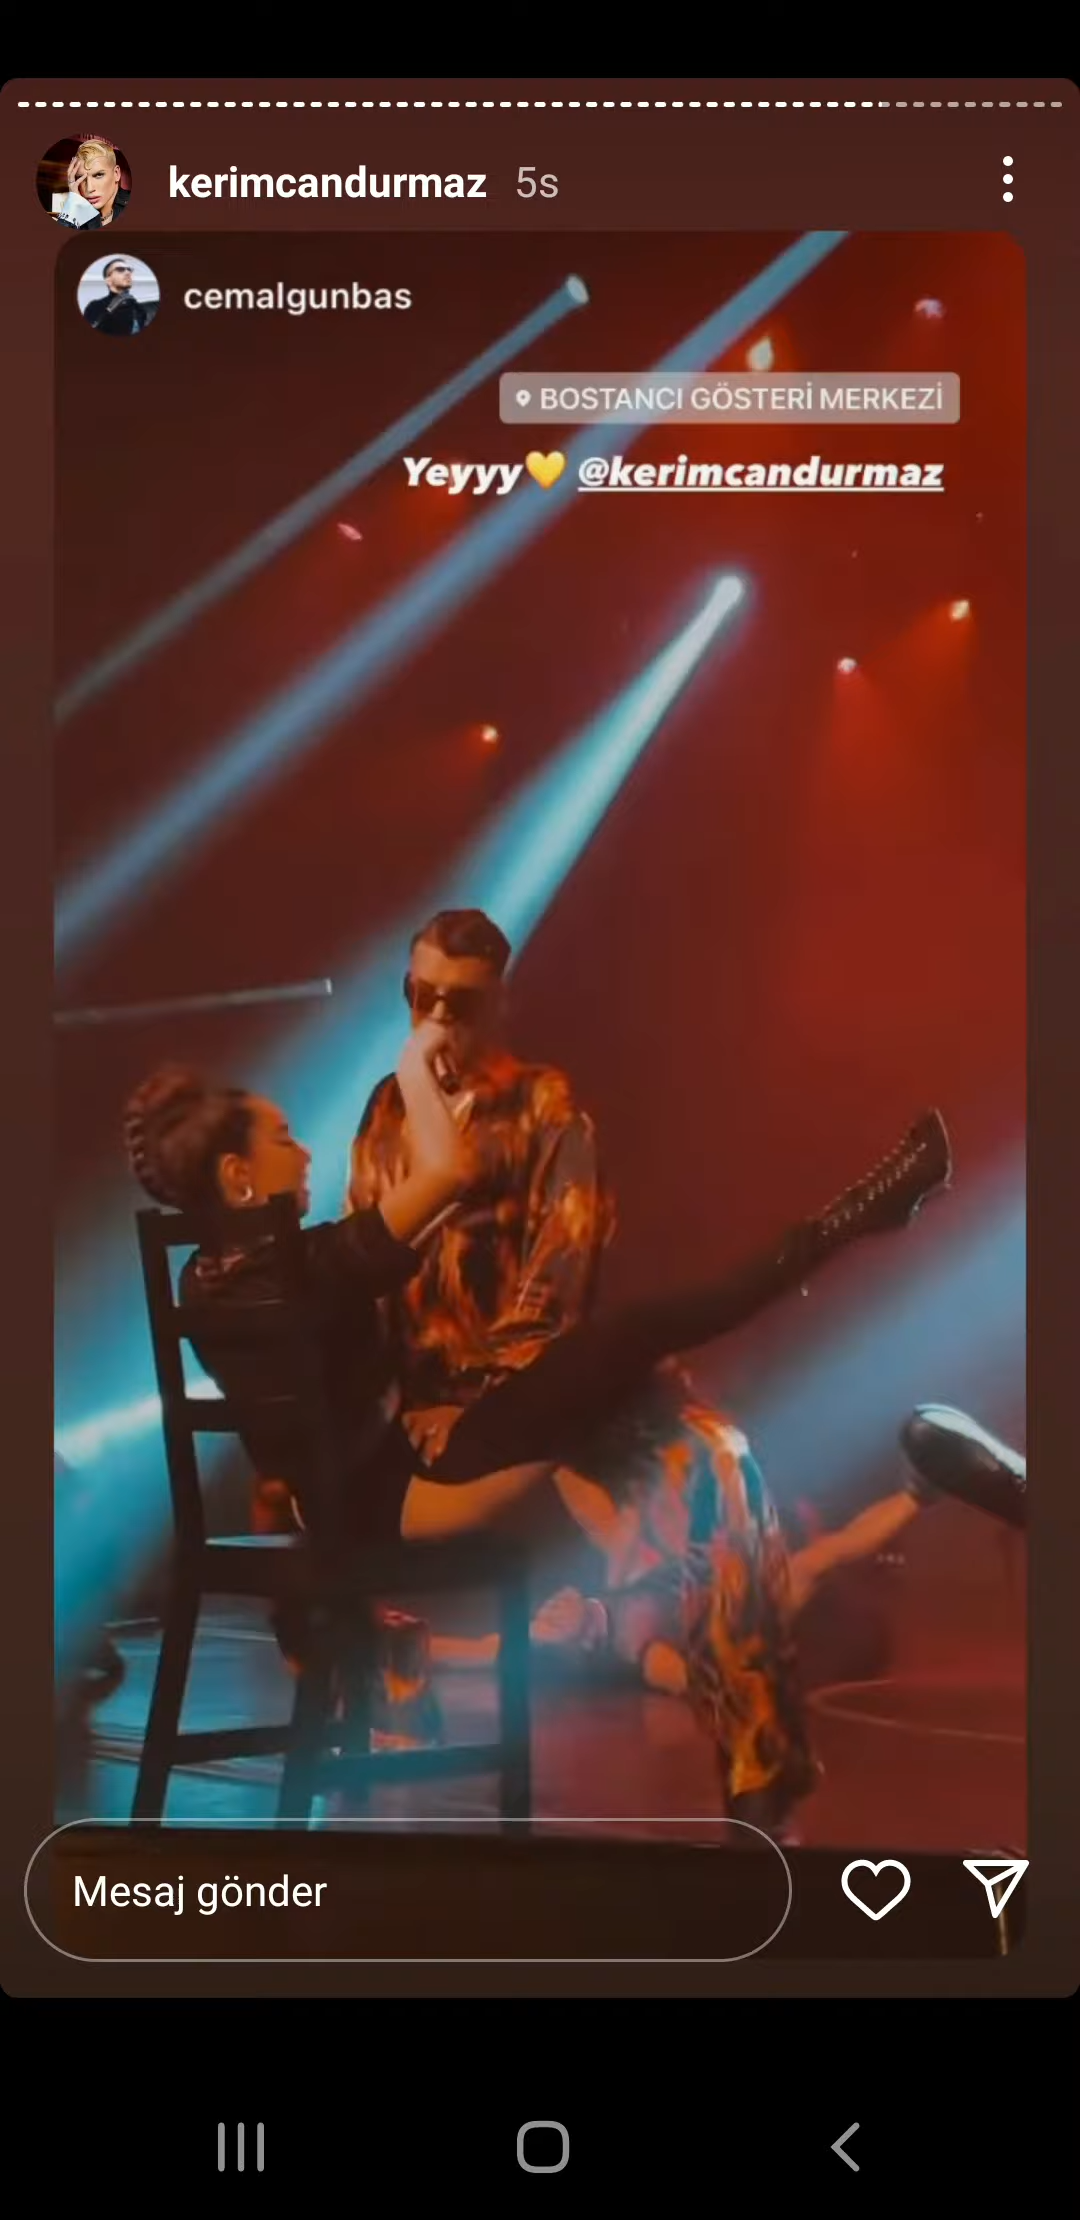 kerimcandurmaz 5s
cemalgunbas
BOSTANCI GÖSTERİ MERKEZİ
Yeyyy💛 @kerimcandurmaz
Mesaj gönder